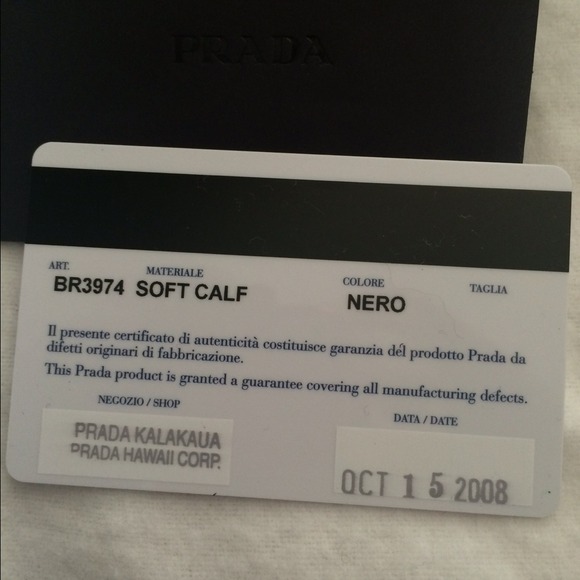 PRADA
ART. MATERIALE COLORE TAGLIA
BR3974 SOFT CALF NERO
Il presente certificato di autenticità costituisce garanzia dél prodotto Prada da
difetti originari di fabbricazione.
This Prada product is granted a guarantee covering all manufacturing defects.
NEGOZIO / SHOP DATA / DATE
PRADA KALAKAUA
PRADA HAWAII CORP.
OCT 15 2008